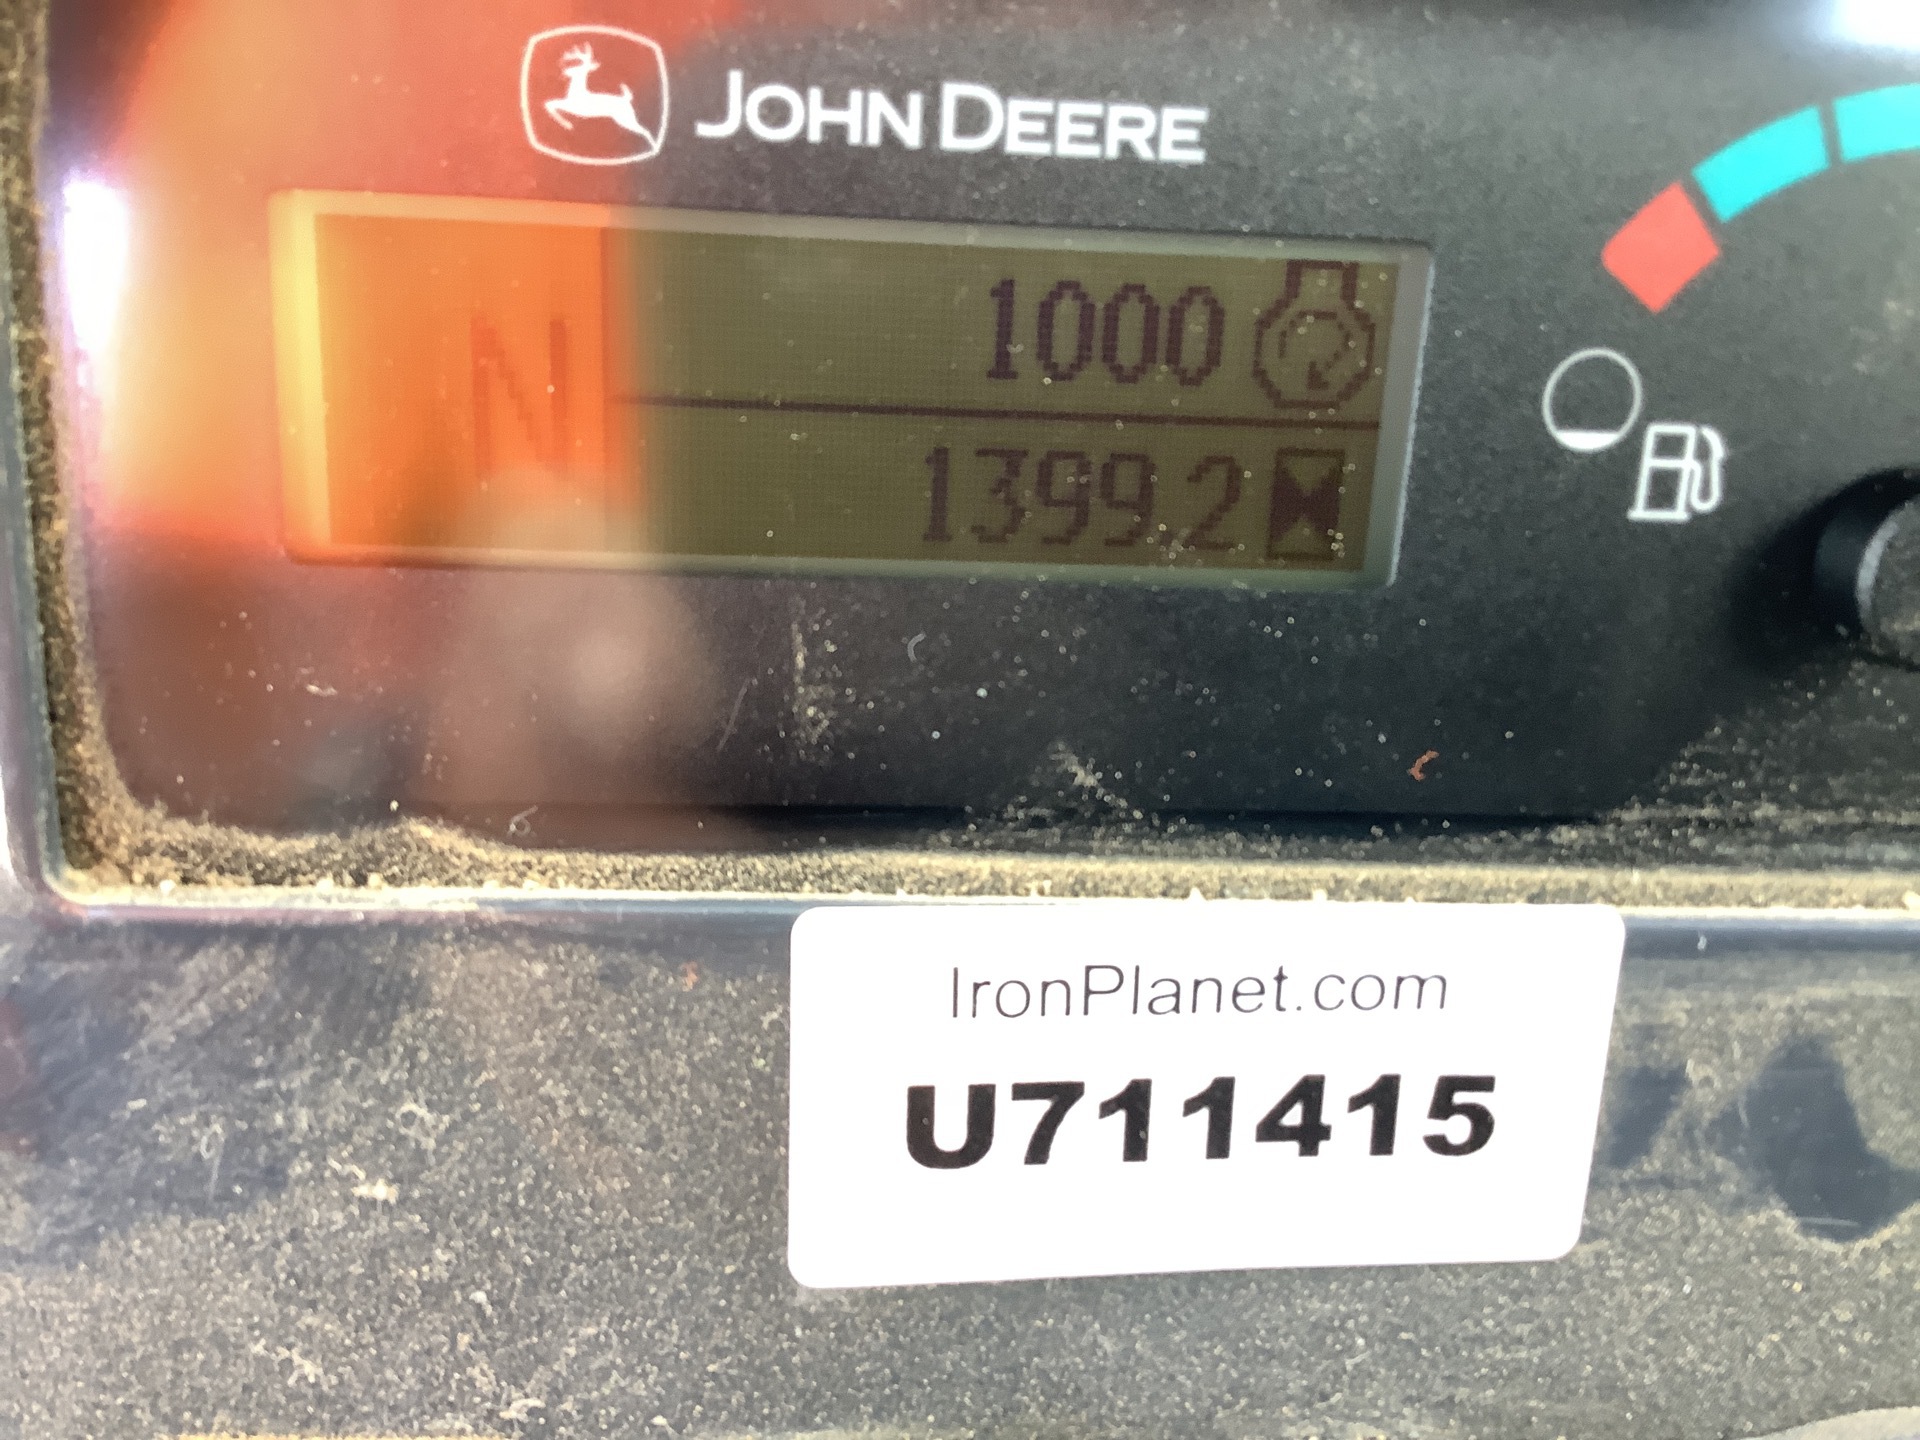 JOHN DEERE
N
1000
1399.2
IronPlanet.com
U711415